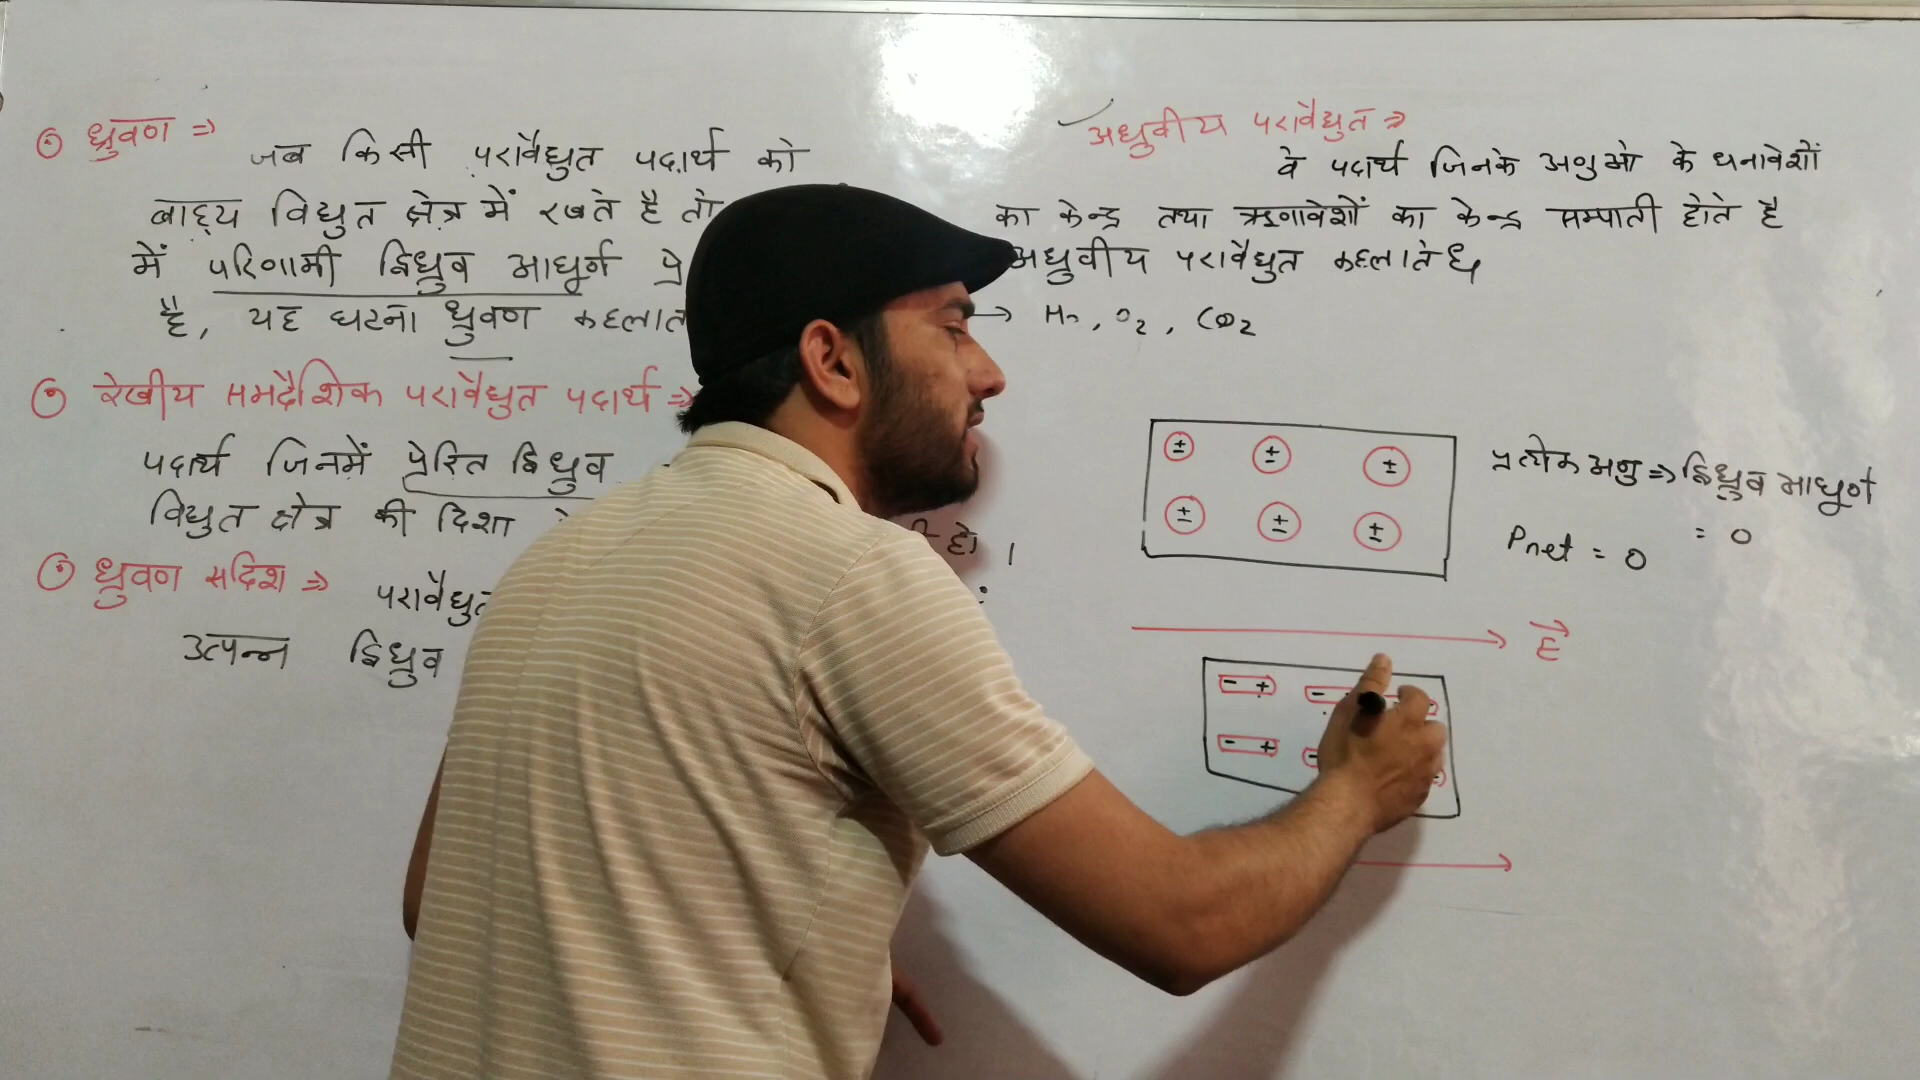 ध्रुवण ⇒
जब किसी परावैद्युत पदार्थ को
बाह्य विद्युत क्षेत्र में रखते है तो
में परिणामी द्विध्रुव आघूर्ण प्रे
है, यह घटना ध्रुवण कहलात
रेखीय समदैशिक परावैद्युत पदार्थ ⇒
पदार्थ जिनमें प्रेरित द्विध्रुव
विद्युत क्षेत्र की दिशा
हो ।
ध्रुवण सदिश ⇒ परावैद्युत
उत्पन्न द्विध्रुव
अध्रुवीय परावैद्युत ⇒
वे पदार्थ जिनके अणुओ के धनावेशों
का केन्द्र तथा ऋणावेशों का केन्द्र सम्पाती होते है
अध्रुवीय परावैद्युत कहलाते है
→ H₂, O₂, CO₂
± ± ±
± ± ±
प्रत्येक अणु ⇒ द्विध्रुव आघूर्ण
= 0
Pnet = 0
E⃗
- + -
- +